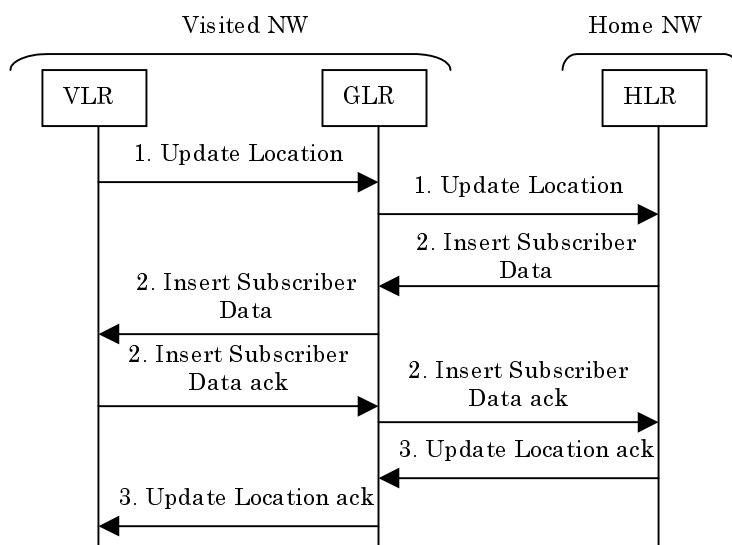 Visited NW
Home NW
VLR
GLR
HLR
1. Update Location
1. Update Location
2. Insert Subscriber
Data
2. Insert Subscriber
Data
2. Insert Subscriber
Data ack
2. Insert Subscriber
Data ack
3. Update Location ack
3. Update Location ack